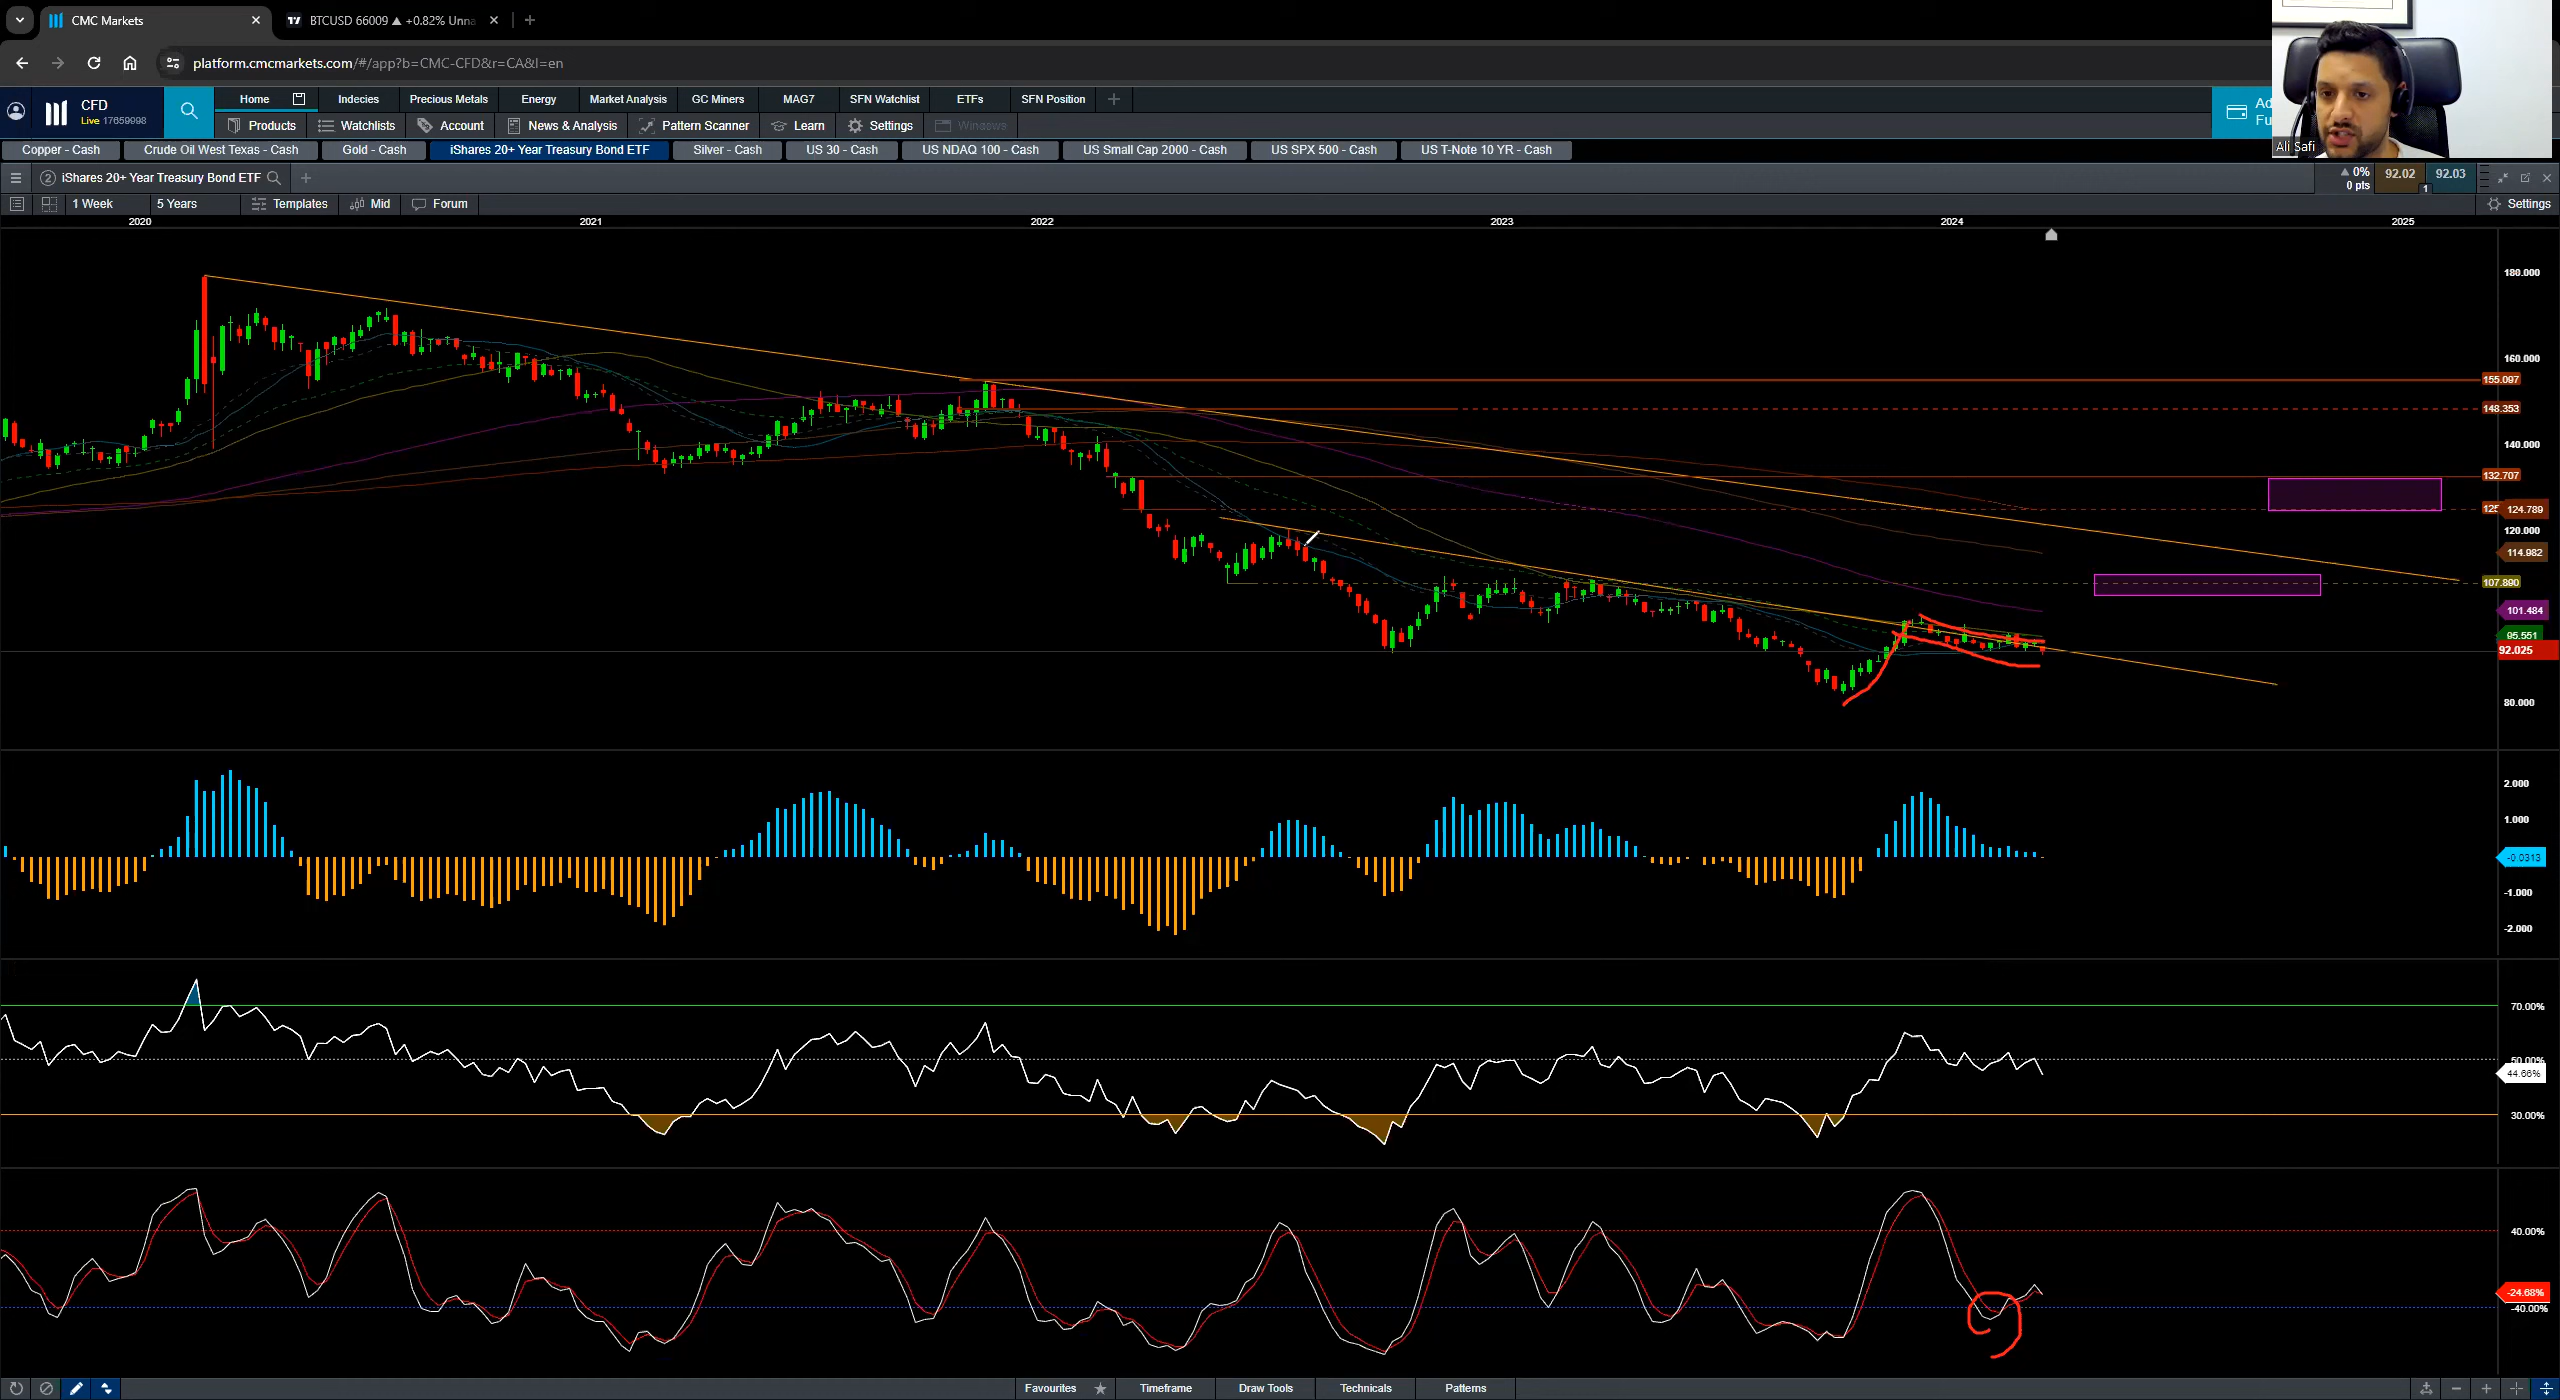 CMC Markets
BTCUSD 66009 ▲ +0.82% Unna
platform.cmcmarkets.com/#/app?b=CMC-CFD&r=CA&l=en
CFD
Live 17659998
Home Indecies Precious Metals Energy Market Analysis GC Miners MAG7 SFN Watchlist ETFs SFN Position
Products Watchlists Account News & Analysis Pattern Scanner Learn Settings Windows
Ad
Fu
Ali Safi
Copper - Cash Crude Oil West Texas - Cash Gold - Cash iShares 20+ Year Treasury Bond ETF Silver - Cash US 30 - Cash US NDAQ 100 - Cash US Small Cap 2000 - Cash US SPX 500 - Cash US T-Note 10 YR - Cash
2 iShares 20+ Year Treasury Bond ETF
▲ 0%
0 pts
92.02 92.03
1
1 Week 5 Years Templates Mid Forum Settings
2020 2021 2022 2023 2024 2025
180.000
160.000
155.097
148.353
140.000
132.707
125 124.789
120.000
114.982
107.890
101.484
95.551
92.025
80.000
2.000
1.000
-0.0313
-1.000
-2.000
70.00%
50.00%
44.66%
30.00%
40.00%
-24.68%
-40.00%
Favourites Timeframe Draw Tools Technicals Patterns